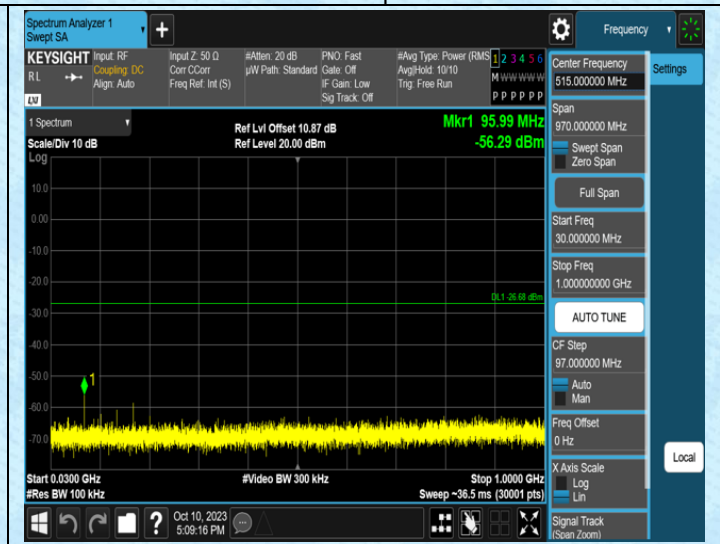 Spectrum Analyzer 1
Swept SA
+
Frequency
KEYSIGHT
RL
LXI
Input: RF
Coupling: DC
Align: Auto
Input Z: 50 Ω
Corr CCorr
Freq Ref: Int (S)
#Atten: 20 dB
µW Path: Standard
PNO: Fast
Gate: Off
IF Gain: Low
Sig Track: Off
#Avg Type: Power (RMS
Avg|Hold: 10/10
Trig: Free Run
1 2 3 4 5 6
M W W W W W
P P P P P P
1 Spectrum
Scale/Div 10 dB
Log
Ref Lvl Offset 10.87 dB
Ref Level 20.00 dBm
Mkr1 95.99 MHz
-56.29 dBm
10.0
0.00
-10.0
-20.0
-30.0
-40.0
-50.0
-60.0
-70.0
DL1 -26.68 dBm
1
Start 0.0300 GHz
#Res BW 100 kHz
#Video BW 300 kHz
Stop 1.0000 GHz
Sweep ~36.5 ms (30001 pts)
?
Oct 10, 2023
5:09:16 PM
Center Frequency
515.000000 MHz
Span
970.000000 MHz
Swept Span
Zero Span
Full Span
Start Freq
30.000000 MHz
Stop Freq
1.000000000 GHz
AUTO TUNE
CF Step
97.000000 MHz
Auto
Man
Freq Offset
0 Hz
X Axis Scale
Log
Lin
Signal Track
(Span Zoom)
Settings
Local